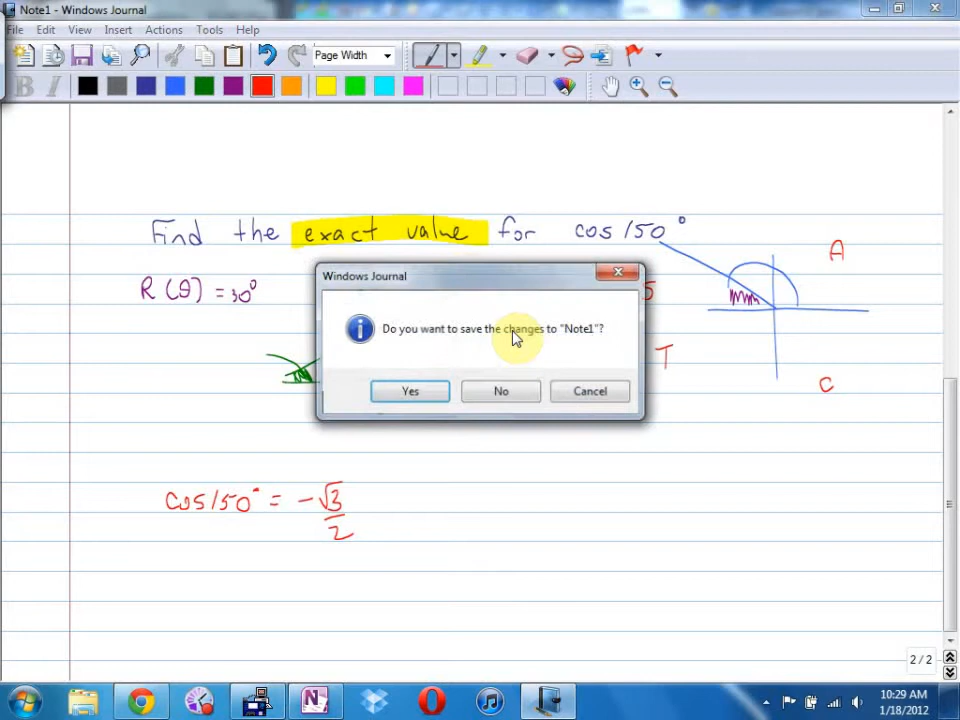 Note1 - Windows Journal
File Edit View Insert Actions Tools Help
Page Width
B I
Find the exact value for cos 150°
A
R(θ) = 30°
S
Windows Journal
Do you want to save the changes to "Note1"?
T
C
Yes No Cancel
cos 150° = -√3
2
2 / 2
N
10:29 AM
1/18/2012